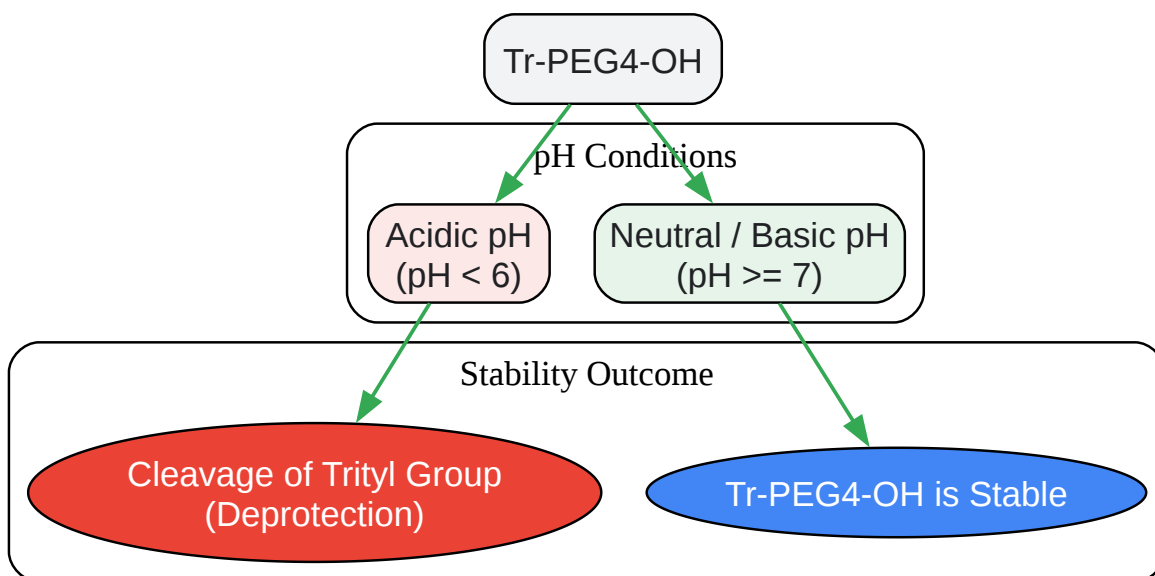 Tr-PEG4-OH
pH Conditions
Acidic pH
(pH < 6)
Neutral / Basic pH
(pH >= 7)
Stability Outcome
Cleavage of Trityl Group
(Deprotection)
Tr-PEG4-OH is Stable